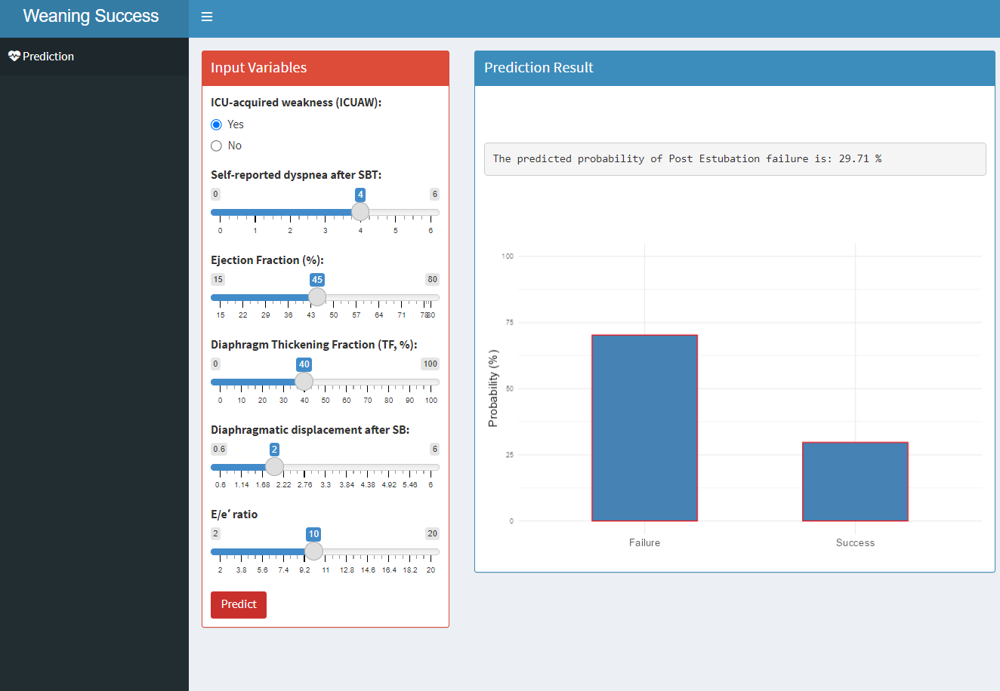 Weaning Success
Prediction
Input Variables
ICU-acquired weakness (ICUAW):
Yes
No
Self-reported dyspnea after SBT:
0 4 6
0 1 2 3 4 5 6
Ejection Fraction (%):
15 45 80
15 22 29 36 43 50 57 64 71 78 80
Diaphragm Thickening Fraction (TF, %):
0 40 100
0 10 20 30 40 50 60 70 80 90 100
Diaphragmatic displacement after SB:
0.6 2 6
0.6 1.14 1.68 2.22 2.76 3.3 3.84 4.38 4.92 5.46 6
E/e′ ratio
2 10 20
2 3.8 5.6 7.4 9.2 11 12.8 14.6 16.4 18.2 20
Predict
Prediction Result
The predicted probability of Post Estubation failure is: 29.71 %
Probability (%)
100
75
50
25
0
Failure Success